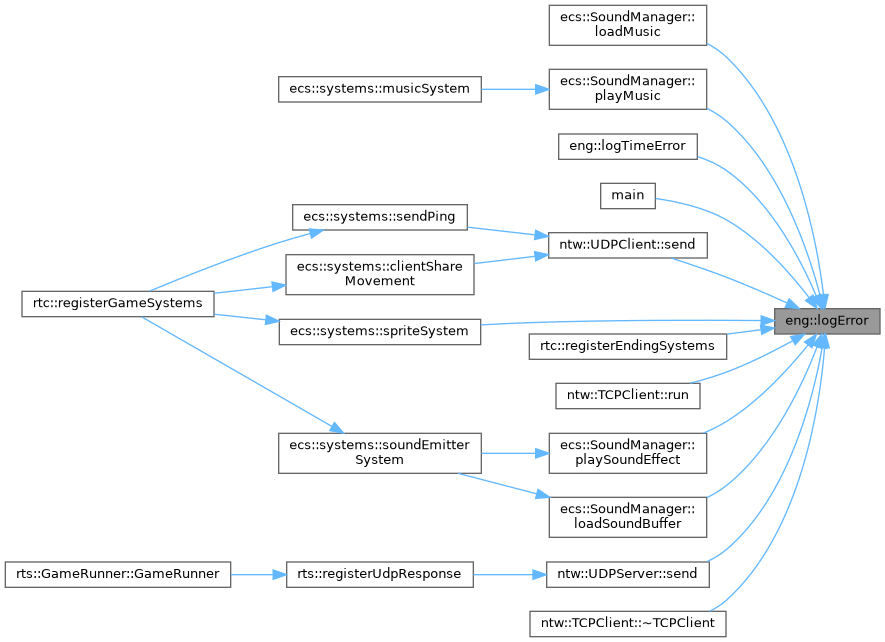 ecs::SoundManager::
loadMusic
ecs::systems::musicSystem
ecs::SoundManager::
playMusic
eng::logTimeError
main
ecs::systems::sendPing
ntw::UDPClient::send
ecs::systems::clientShare
Movement
rtc::registerGameSystems
eng::logError
ecs::systems::spriteSystem
rtc::registerEndingSystems
ntw::TCPClient::run
ecs::systems::soundEmitter
System
ecs::SoundManager::
playSoundEffect
ecs::SoundManager::
loadSoundBuffer
rts::GameRunner::GameRunner
rts::registerUdpResponse
ntw::UDPServer::send
ntw::TCPClient::~TCPClient